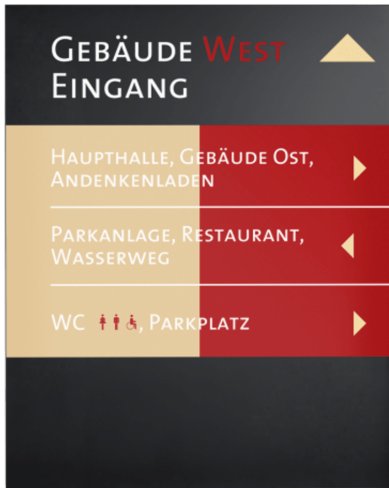 GEBÄUDE WEST
EINGANG
HAUPTHALLE, GEBÄUDE OST,
ANDENKENLADEN
PARKANLAGE, RESTAURANT,
WASSERWEG
WC , PARKPLATZ